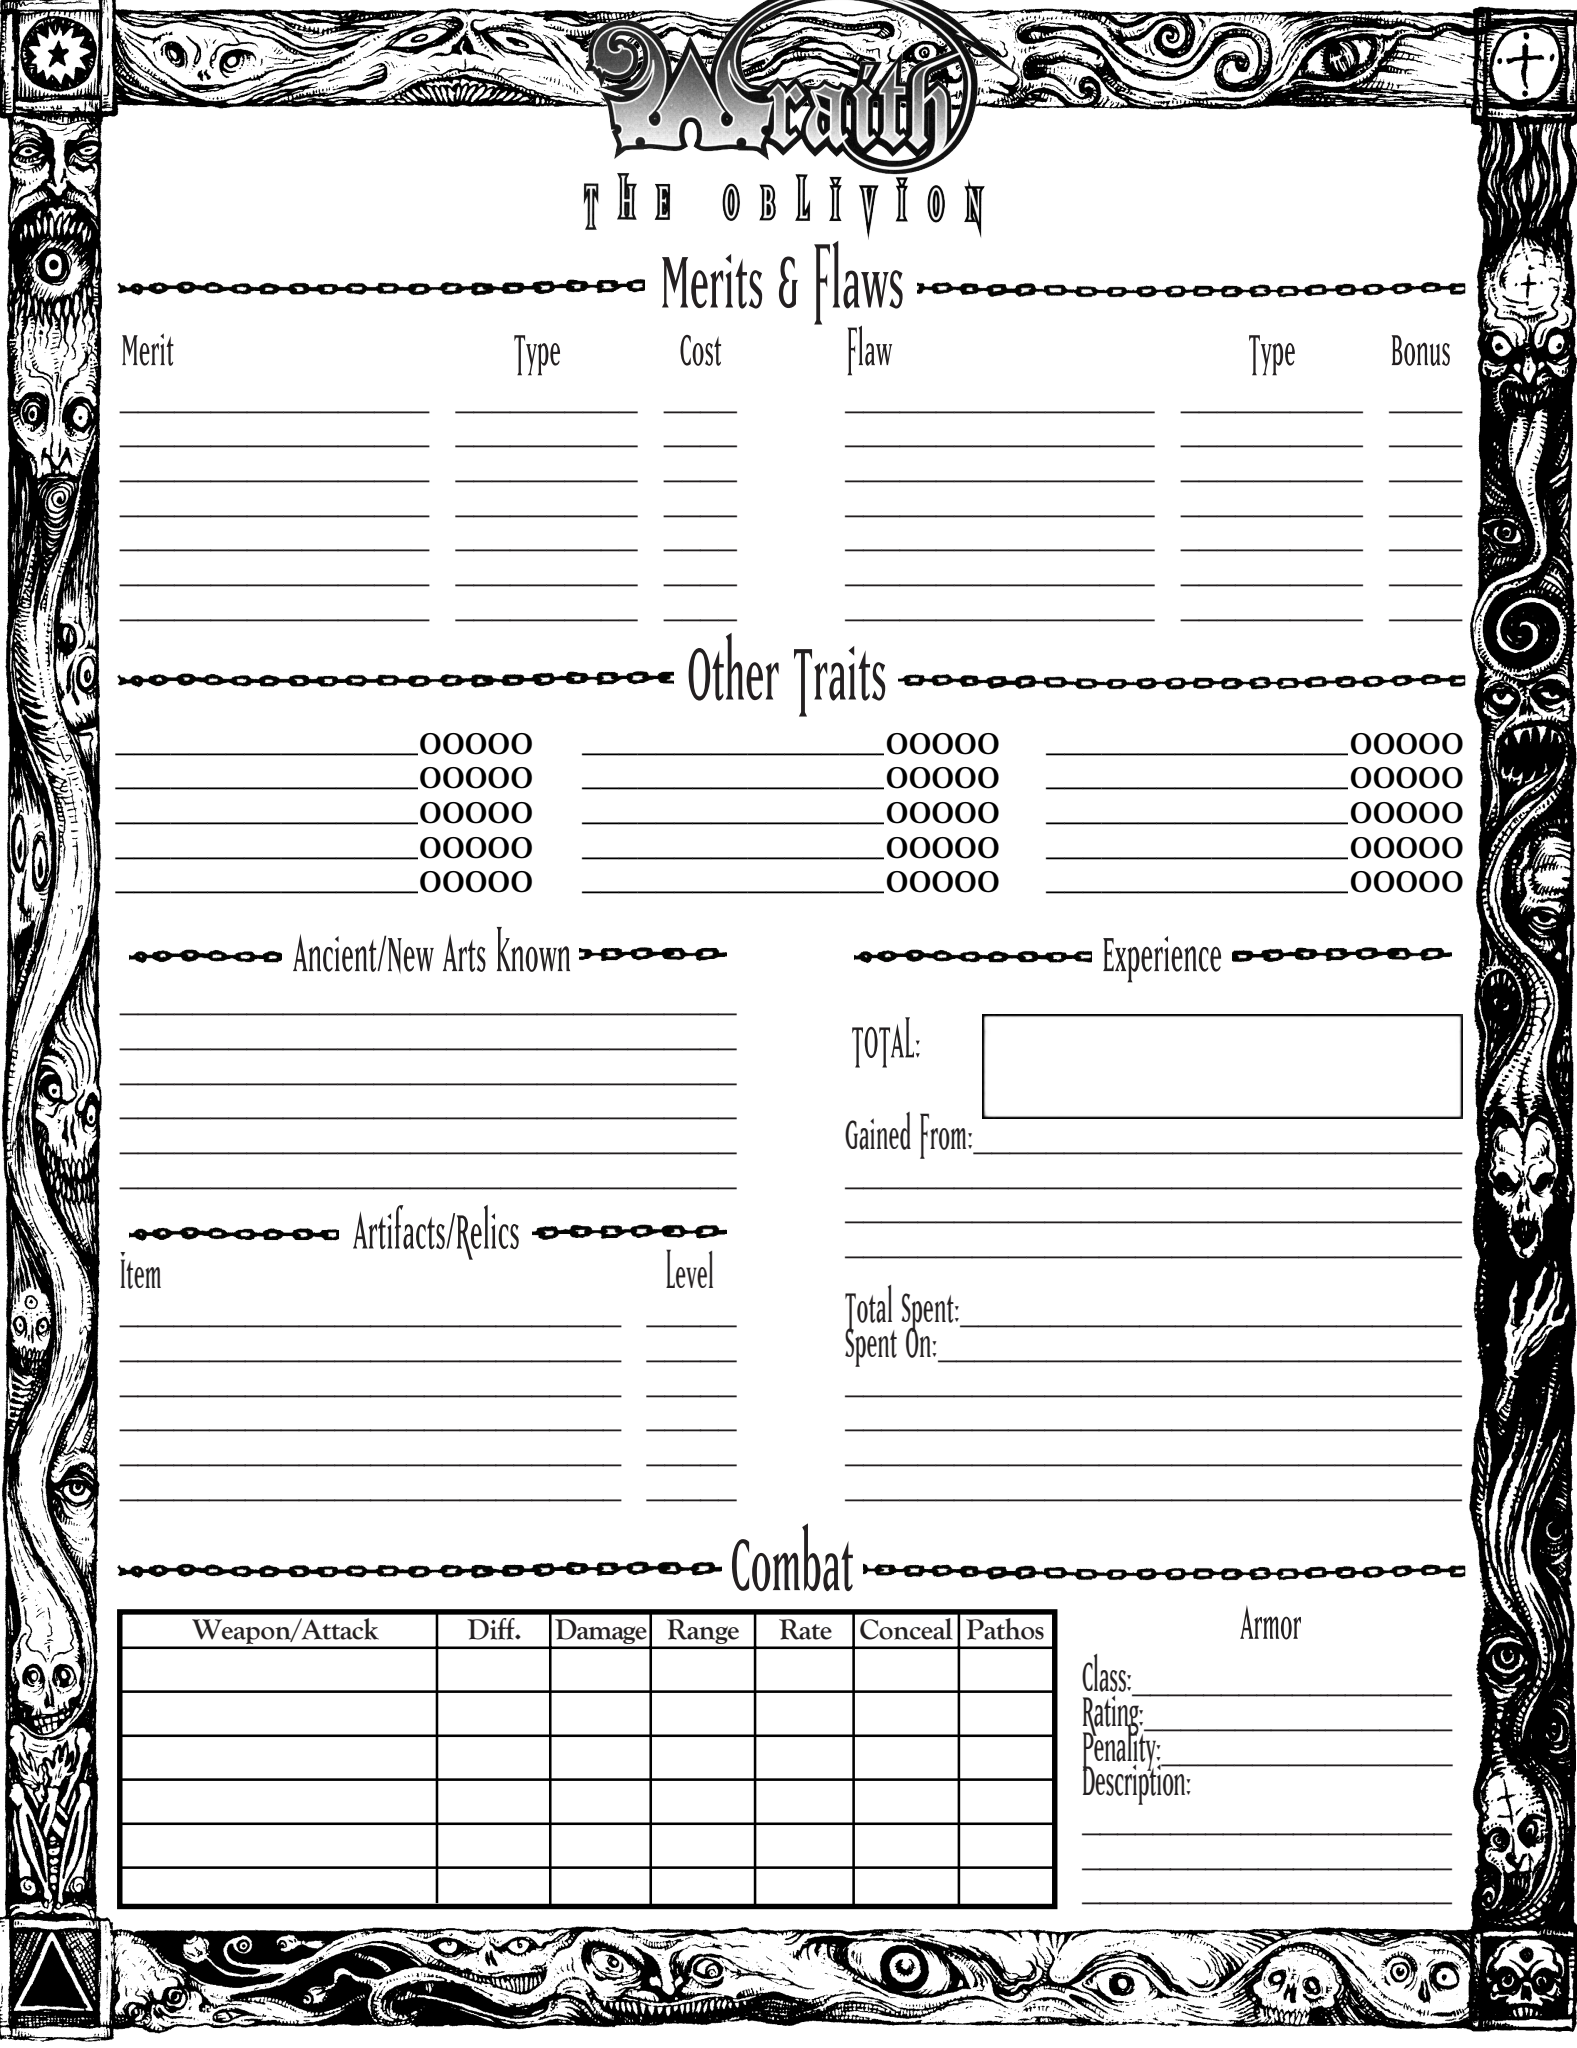 Wraith
THE OBLIVION
Merits & Flaws
Merit Type Cost Flaw Type Bonus
Other Traits
OOOOO OOOOO OOOOO
OOOOO OOOOO OOOOO
OOOOO OOOOO OOOOO
OOOOO OOOOO OOOOO
OOOOO OOOOO OOOOO
Ancient/New Arts Known
Artifacts/Relics
Item Level
Experience
TOTAL:
Gained From:
Total Spent:
Spent On:
Combat
Weapon/Attack Diff. Damage Range Rate Conceal Pathos
Armor
Class:
Rating:
Penality:
Description: